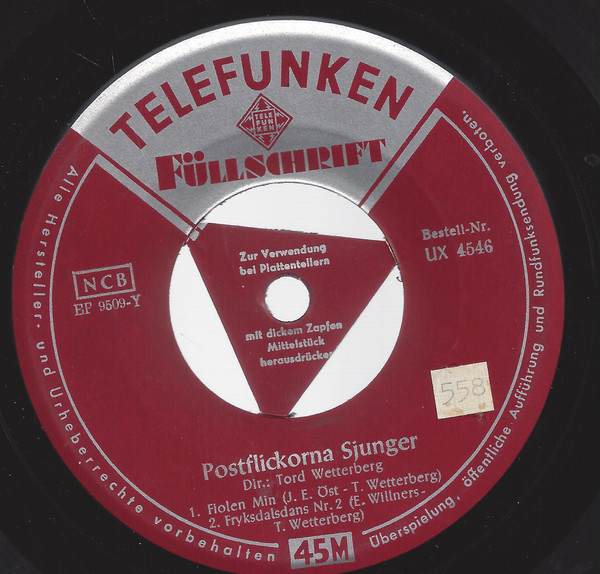 TELEFUNKEN
TELE
FUN
KEN
FÜLLSCHRIFT
Alle Hersteller- und Urheberrechte vorbehalten
Überspielung, öffentliche Aufführung und Rundfunksendung verboten.
Zur Verwendung
bei Plattentellern
mit dickem Zapfen
Mittelstück
herausdrücken
NCB
EF 9509-Y
Bestell-Nr.
UX 4546
558
Postflickorna Sjunger
Dir.: Tord Wetterberg
1. Fiolen Min (J. E. Öst - T. Wetterberg)
2. Fryksdalsdans Nr. 2 (E. Willners-
T. Wetterberg)
45M